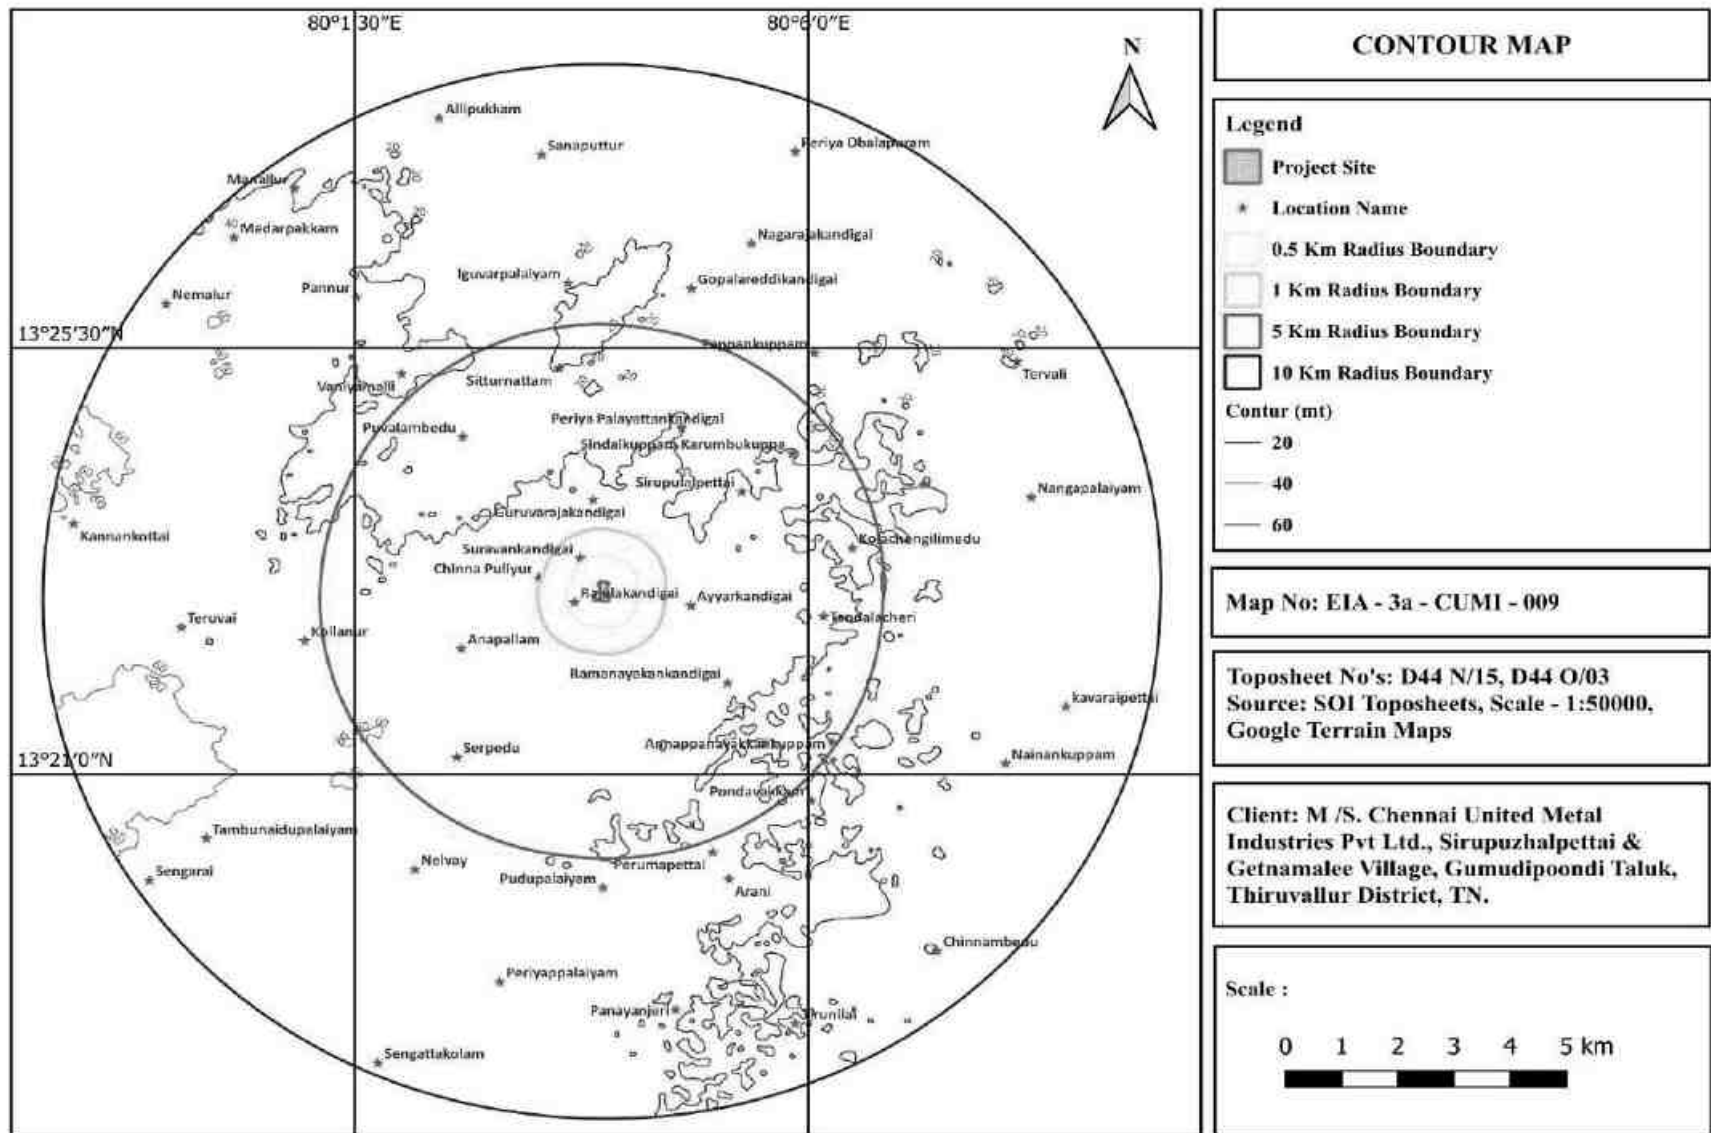 80°1'30"E
80°6'0"E
N
Allipukkam
Sanaputtur
Periya Obalapuram
Manallur
Madarpakkam
Nagarajakandigai
Iguvarpalaiyam
Gopalareddikandigai
Pannur
Nemalur
13°25'30"N
Vaniyamalli
Sitturnattam
Tervali
Puvalambedu
Periya Palayattankandigai
Sindaikuppam Karumbukuppa
Sirupulalpettai
Guruvarajakandigai
Nangapalaiyam
Kannankottai
Suravankandigai
Kolachengilimedu
Chinna Puliyur
Ayyarkandigai
Teruvai
Kollanur
Anapallam
Ramanayakankandigai
kavaraipettai
Serpedu
Nainankuppam
13°21'0"N
Pondavakkam
Tambunaidupalaiyam
Sengarai
Nelvay
Perumapettai
Pudupalaiyam
Arani
Chinnambedu
Periyappalaiyam
Panayanjeri
Sengattakolam
CONTOUR MAP
Legend
Project Site
Location Name
0.5 Km Radius Boundary
1 Km Radius Boundary
5 Km Radius Boundary
10 Km Radius Boundary
Contur (mt)
20
40
60
Map No: EIA - 3a - CUMI - 009
Toposheet No's: D44 N/15, D44 O/03
Source: SOI Toposheets, Scale - 1:50000,
Google Terrain Maps
Client: M /S. Chennai United Metal
Industries Pvt Ltd., Sirupuzhalpettai &
Getnamalee Village, Gumudipoondi Taluk,
Thiruvallur District, TN.
Scale :
0 1 2 3 4 5 km